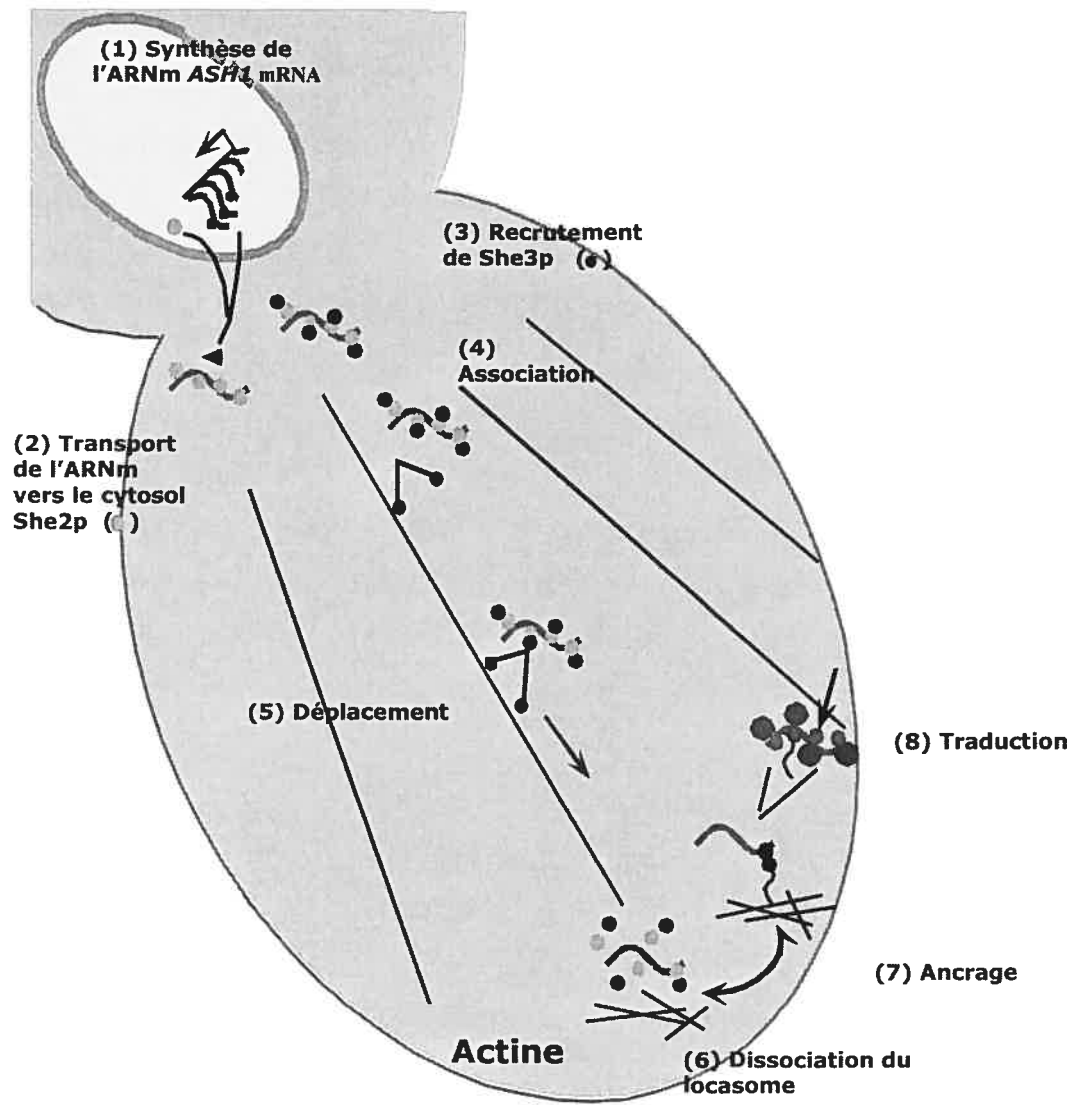 (1) Synthèse de
l'ARNm ASH1 mRNA
(3) Recrutement
de She3p ( )
(4)
Association
(2) Transport
de l'ARNm
vers le cytosol
She2p ( )
(5) Déplacement
(8) Traduction
(7) Ancrage
Actine
(6) Dissociation du
locasome